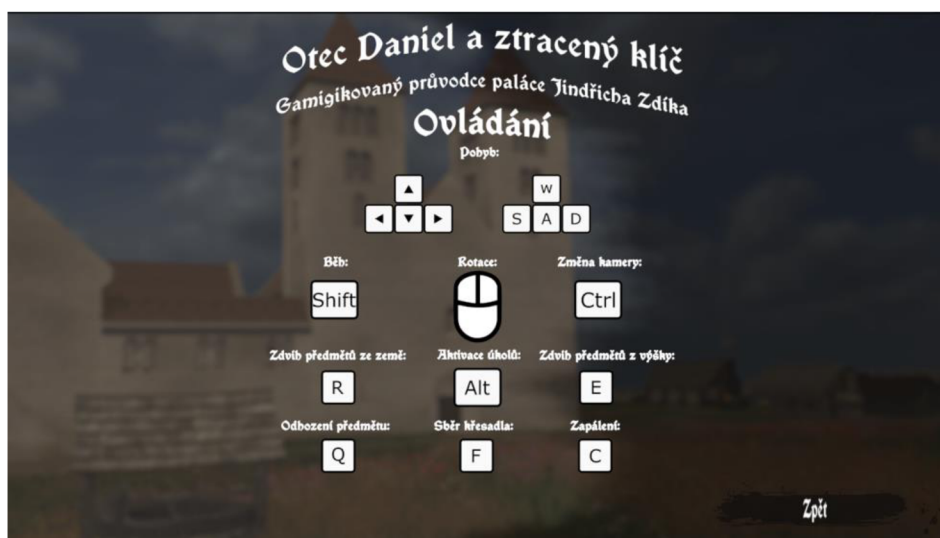 Otec Daniel a ztracený klíč
Gamigikovaný průvodce paláce Jindřicha Zdíka
Ovládání
Pohyb:
▲ W
◄ ▼ ► S A D
Běh: Rotace: Změna kamery:
Shift Ctrl
Zdvih předmětů ze země: Aktivace úkolů: Zdvih předmětů z výšky:
R Alt E
Odhození předmětu: Sběr křesadla: Zapálení:
Q F C
Zpět